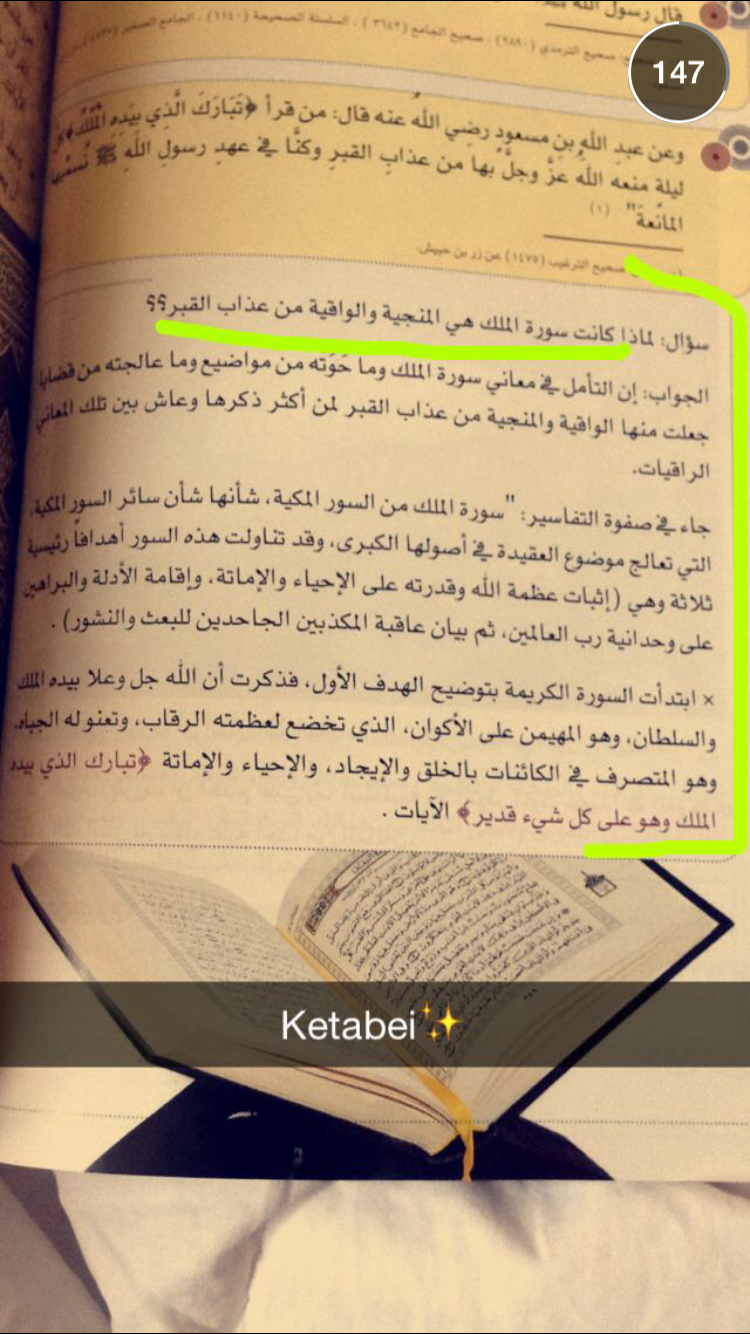 قال رسول الله
صحيح الترمذي (٢٨٩٠)، صحيح الجامع (٣٦٤٣)، السلسلة الصحيحة (١١٤٠)، الجامع الصغير
147
وعن عبدِ اللهِ بنِ مسعودٍ رضِي اللهُ عنه قال: من قرأ ﴿تَبَارَكَ الَّذِي بِيَدِهِ الْمُلْكُ﴾ كل
ليلة منعه اللهُ عزَّ وجلَّ بها من عذابِ القبرِ وكنَّا في عهدِ رسولِ اللهِ ﷺ نُسمِّيها
المانعةَ" (١)
صحيح الترغيب (١٤٧٥) عن زر بن حبيش.
سؤال: لماذا كانت سورة الملك هي المنجية والواقية من عذاب القبر؟؟
الجواب: إن التأمل في معاني سورة الملك وما حَوَته من مواضيع وما عالجته من قضايا
جعلت منها الواقية والمنجية من عذاب القبر لمن أكثر ذكرها وعاش بين تلك المعاني
الراقيات.
جاء في صفوة التفاسير: "سورة الملك من السور المكية، شأنها شأن سائر السور المكية،
التي تعالج موضوع العقيدة في أصولها الكبرى، وقد تناولت هذه السور أهدافاً رئيسية
ثلاثة وهي (إثبات عظمة الله وقدرته على الإحياء والإماتة، وإقامة الأدلة والبراهين
على وحدانية رب العالمين، ثم بيان عاقبة المكذبين الجاحدين للبعث والنشور) .
× ابتدأت السورة الكريمة بتوضيح الهدف الأول، فذكرت أن الله جل وعلا بيده الملك
والسلطان، وهو المهيمن على الأكوان، الذي تخضع لعظمته الرقاب، وتعنو له الجباه،
وهو المتصرف في الكائنات بالخلق والإيجاد، والإحياء والإماتة ﴿تبارك الذي بيده
الملك وهو على كل شيء قدير﴾ الآيات .
Ketabei✨